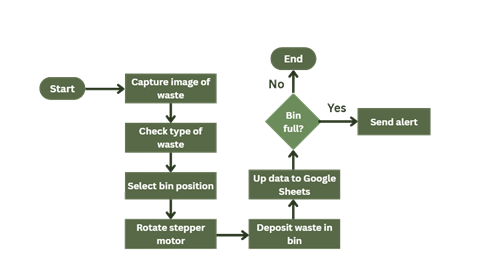 Start
Capture image of
waste
Check type of
waste
Select bin position
Rotate stepper
motor
Deposit waste in
bin
Up data to Google
Sheets
Bin
full?
No
End
Yes
Send alert